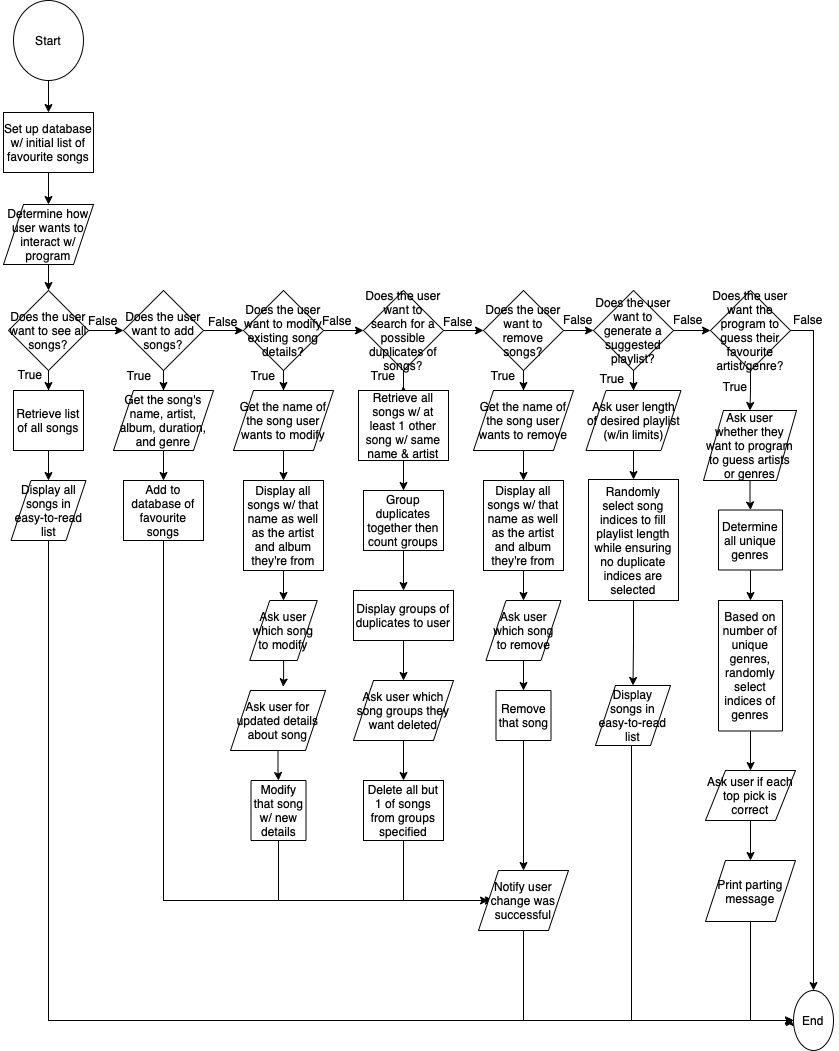 Start
Set up database
w/ initial list of
favourite songs
Determine how
user wants to
interact w/
program
Does the user
want to see all
songs?
False
True
Retrieve list
of all songs
Display all
songs in
easy-to-read
list
Does the user
want to add
songs?
False
True
Get the song's
name, artist,
album, duration,
and genre
Add to
database of
favourite
songs
Does the user
want to modify
existing song
details?
False
True
Get the name of
the song user
wants to modify
Display all
songs w/ that
name as well
as the artist
and album
they're from
Ask user
which song
to modify
Ask user for
updated details
about song
Modify
that song
w/ new
details
Does the user
want to
search for a
possible
duplicates of
songs?
False
True
Retrieve all
songs w/ at
least 1 other
song w/ same
name & artist
Group
duplicates
together then
count groups
Display groups of
duplicates to user
Ask user which
song groups they
want deleted
Delete all but
1 of songs
from groups
specified
Does the user
want to
remove
songs?
False
True
Get the name of
the song user
wants to remove
Display all
songs w/ that
name as well
as the artist
and album
they're from
Ask user
which song
to remove
Remove
that song
Notify user
change was
successful
Does the user
want to
generate a
suggested
playlist?
False
True
Ask user length
of desired playlist
(w/in limits)
Randomly
select song
indices to fill
playlist length
while ensuring
no duplicate
indices are
selected
Display
songs in
easy-to-read
list
Does the user
want the
program to
guess their
favourite
artist/genre?
False
True
Ask user
whether they
want to program
to guess artists
or genres
Determine
all unique
genres
Based on
number of
unique
genres,
randomly
select
indices of
genres
Ask user if each
top pick is
correct
Print parting
message
End